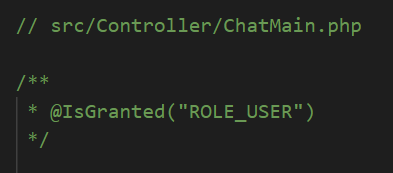 // src/Controller/ChatMain.php
/**
* @IsGranted("ROLE_USER")
*/